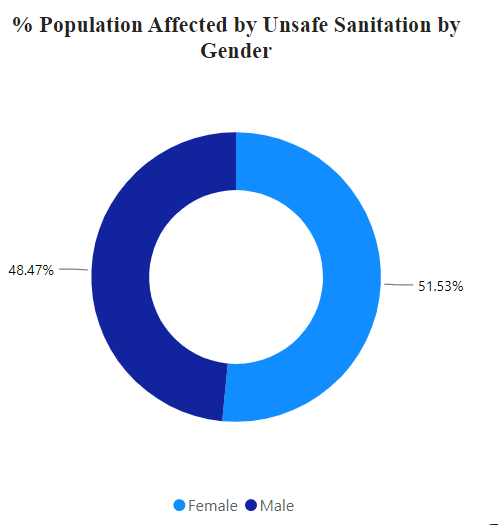 % Population Affected by Unsafe Sanitation by
Gender
48.47%
51.53%
Female Male